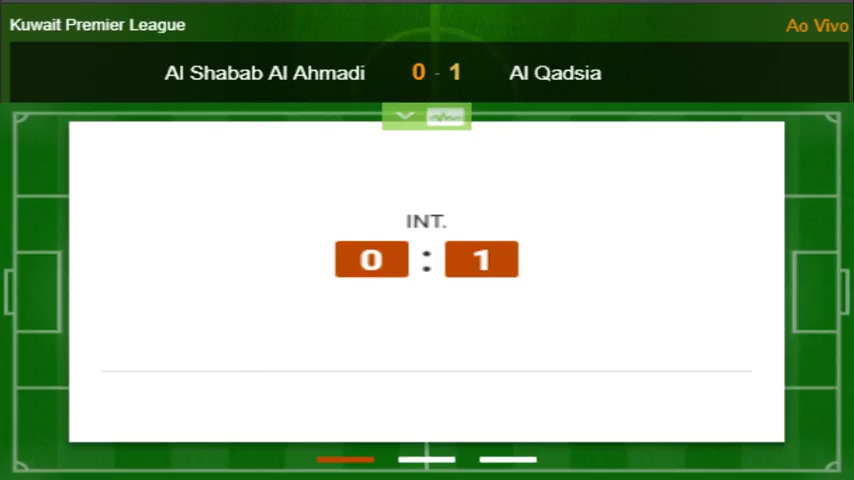 Kuwait Premier League
Ao Vivo
Al Shabab Al Ahmadi 0 - 1 Al Qadsia
INT.
0 : 1